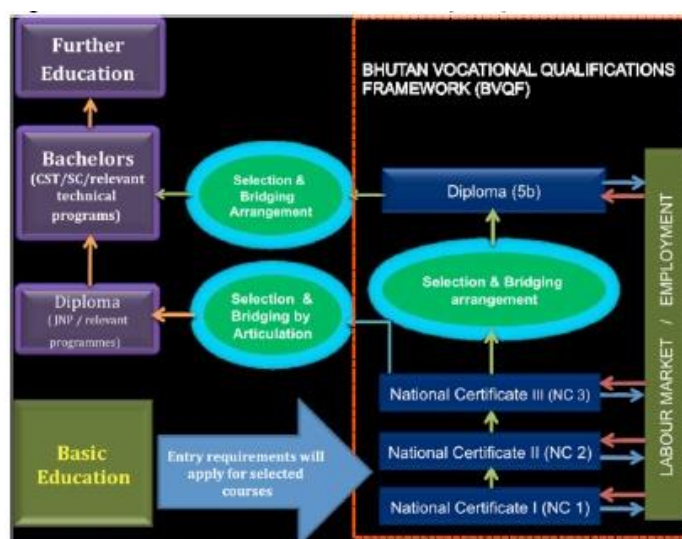 Further
Education
BHUTAN VOCATIONAL QUALIFICATIONS
FRAMEWORK (BVQF)
Bachelors
(CST/SC/relevant
technical
programs)
Selection &
Bridging
Arrangement
Diploma (5b)
Selection & Bridging
arrangement
Diploma
( JNP / relevant
programmes)
Selection &
Bridging by
Articulation
National Certificate III (NC 3)
Basic
Education
Entry requirements will
apply for selected
courses
National Certificate II (NC 2)
National Certificate I (NC 1)
LABOUR MARKET / EMPLOYMENT